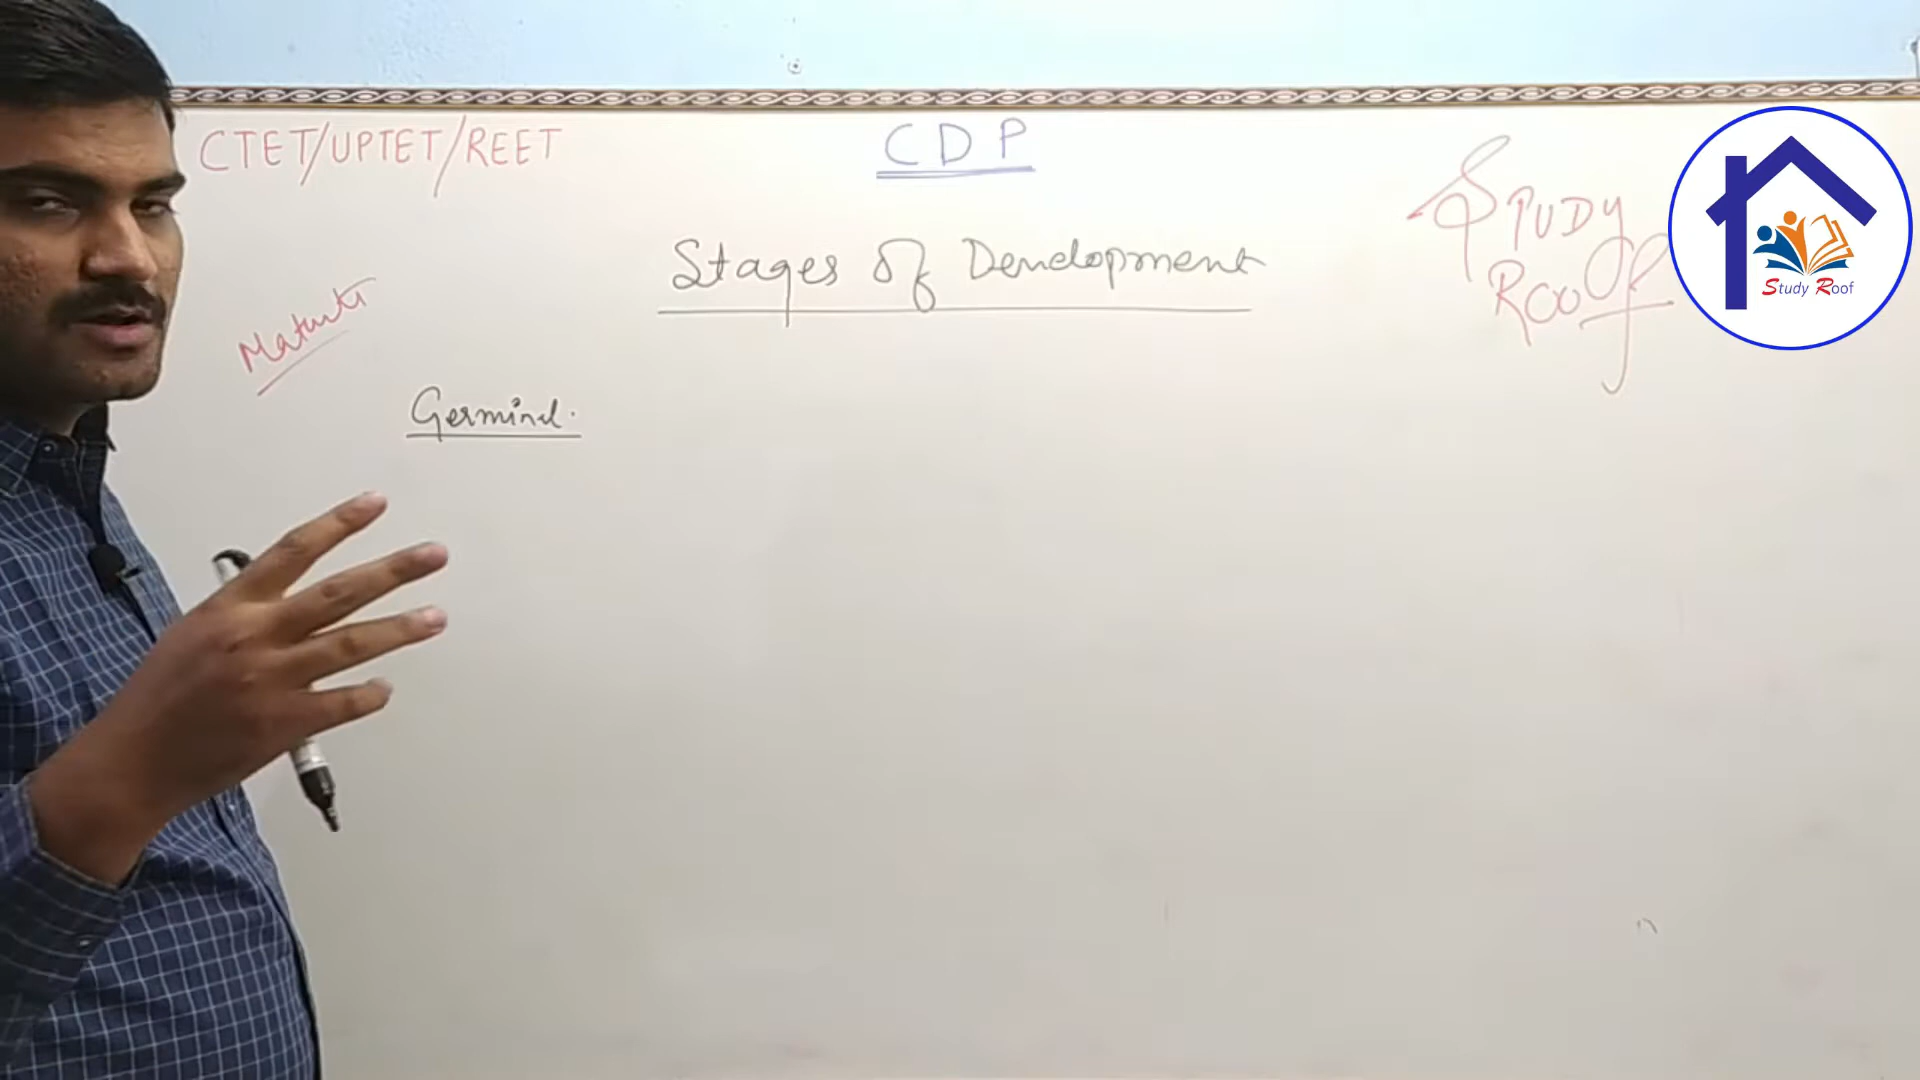 CTET/UPTET/REET
CDP
Stages Of Development
STUDY
ROOF
Study Roof
Germinal.